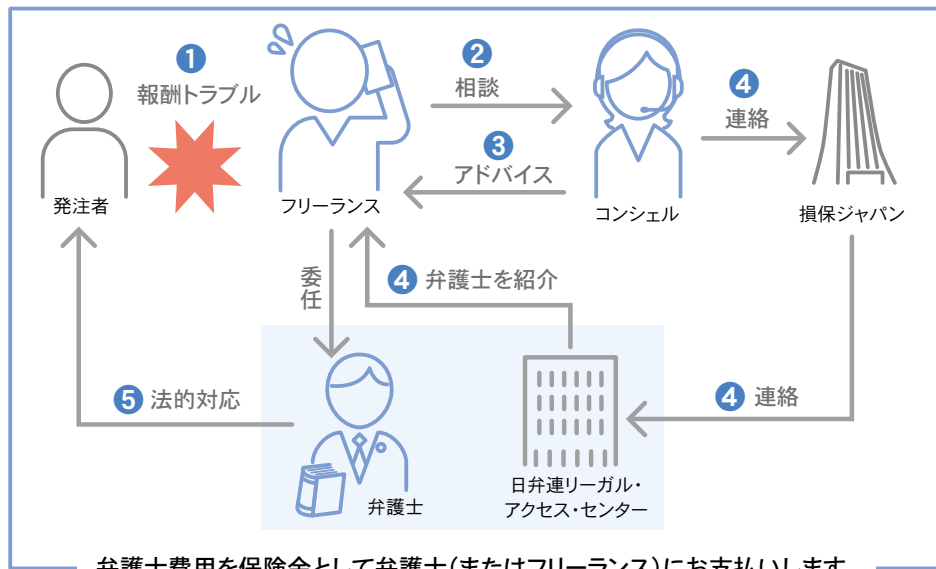 ❶
報酬トラブル
❷
相談
❸
アドバイス
❹
連絡
発注者
フリーランス
コンシェル
損保ジャパン
委任
❹ 弁護士を紹介
❺ 法的対応
❹ 連絡
弁護士
日弁連リーガル・
アクセス・センター
弁護士費用を保険金として弁護士(またはフリーランス)にお支払いします